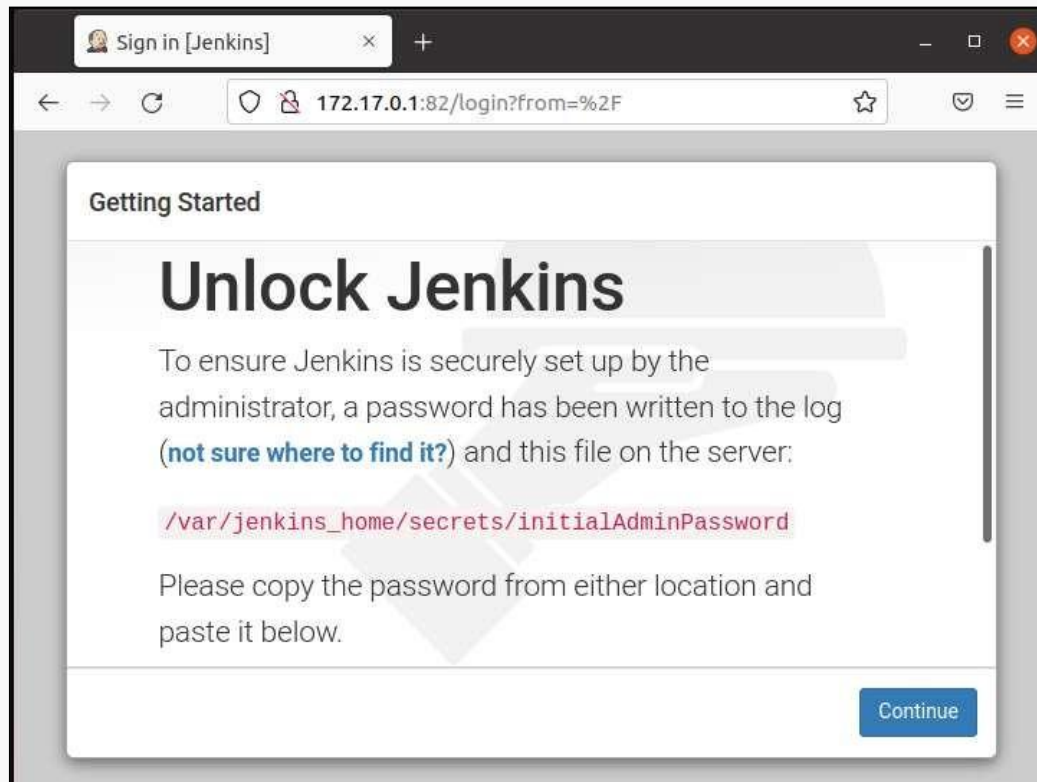 Sign in [Jenkins]
172.17.0.1:82/login?from=%2F
Getting Started
Unlock Jenkins
To ensure Jenkins is securely set up by the
administrator, a password has been written to the log
(not sure where to find it?) and this file on the server:
/var/jenkins_home/secrets/initialAdminPassword
Please copy the password from either location and
paste it below.
Continue